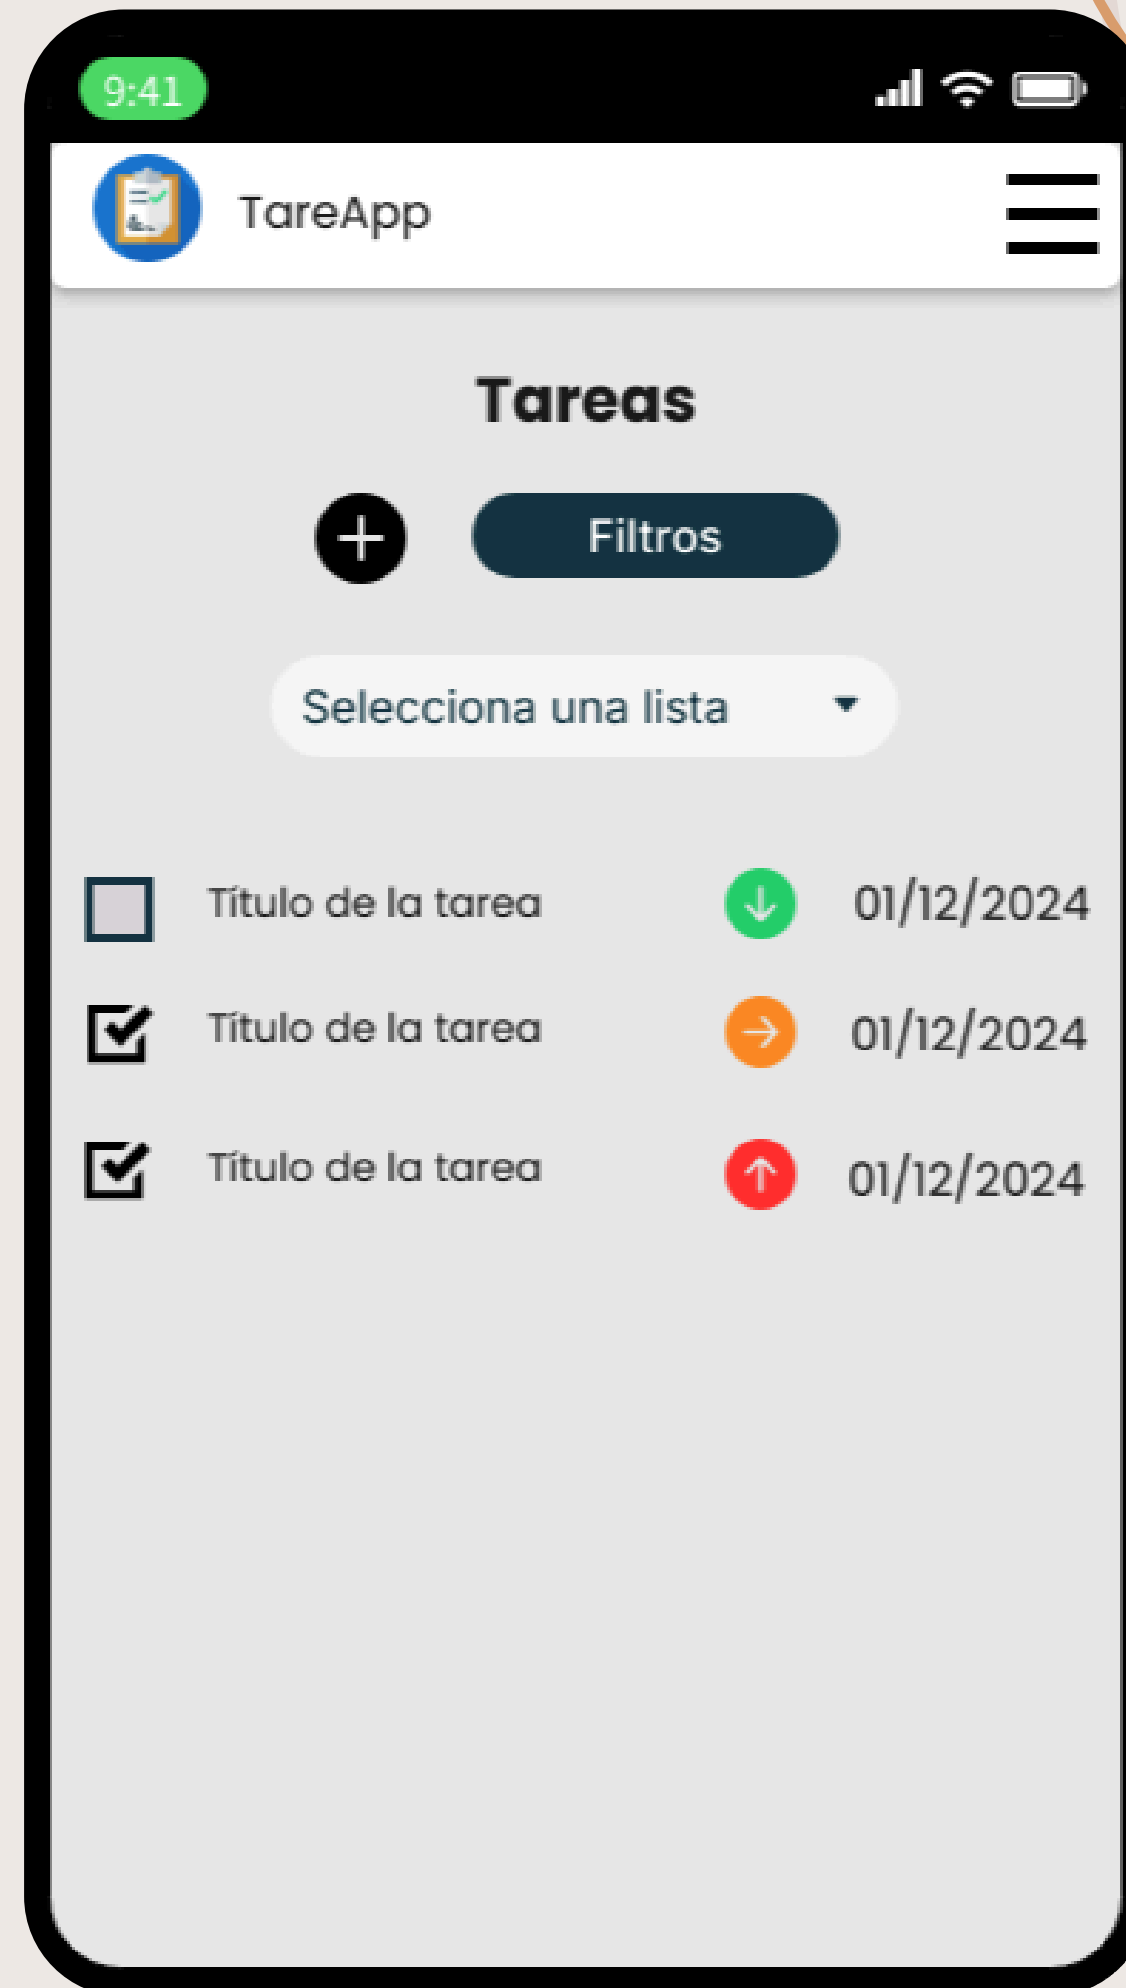 9:41
TareApp
Tareas
Filtros
Selecciona una lista
Título de la tarea 01/12/2024
Título de la tarea 01/12/2024
Título de la tarea 01/12/2024